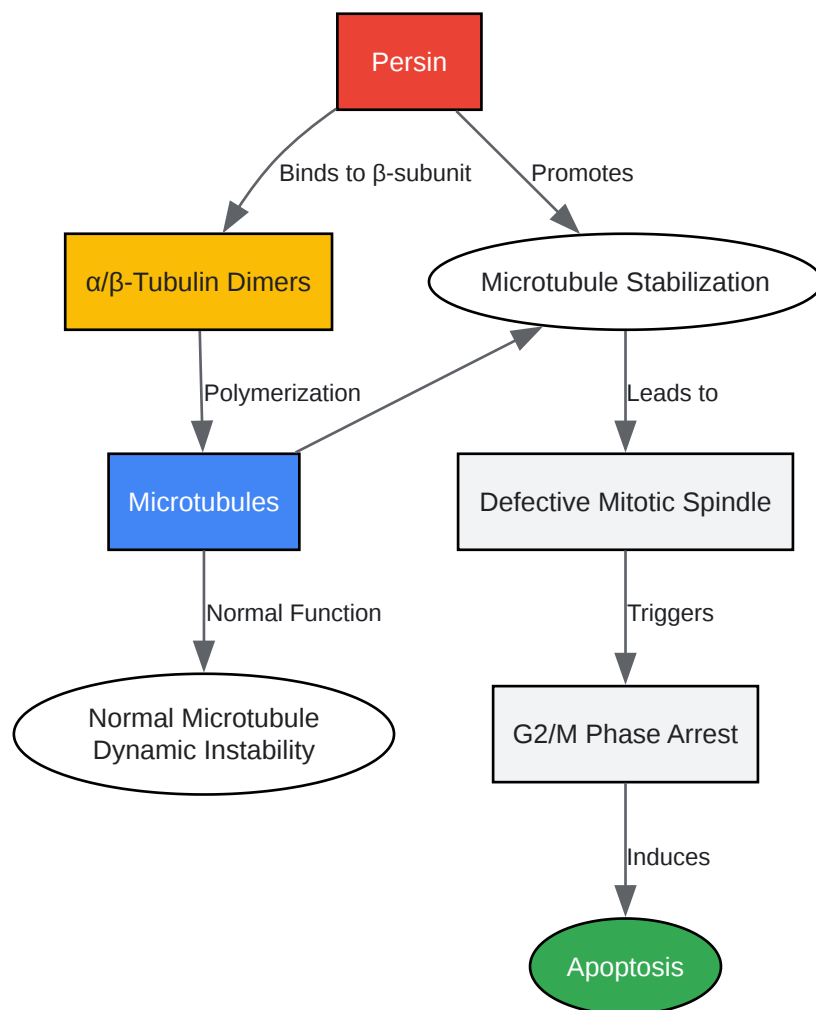 Persin
Binds to β-subunit
Promotes
α/β-Tubulin Dimers
Microtubule Stabilization
Polymerization
Leads to
Microtubules
Defective Mitotic Spindle
Normal Function
Triggers
Normal Microtubule
Dynamic Instability
G2/M Phase Arrest
Induces
Apoptosis